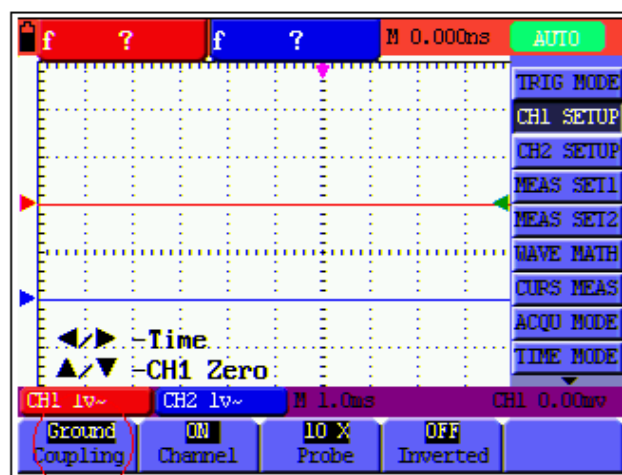 f ? f ? M 0.000ns AUTO
TRIG MODE
CH1 SETUP
CH2 SETUP
MEAS SET1
MEAS SET2
WAVE MATH
CURS MEAS
ACQU MODE
TIME MODE
◀/▶ -Time
▲/▼ -CH1 Zero
CH1 1v~ CH2 1v~ M 1.0ms CH1 0.00mv
Ground ON 10 X OFF
Coupling Channel Probe Inverted